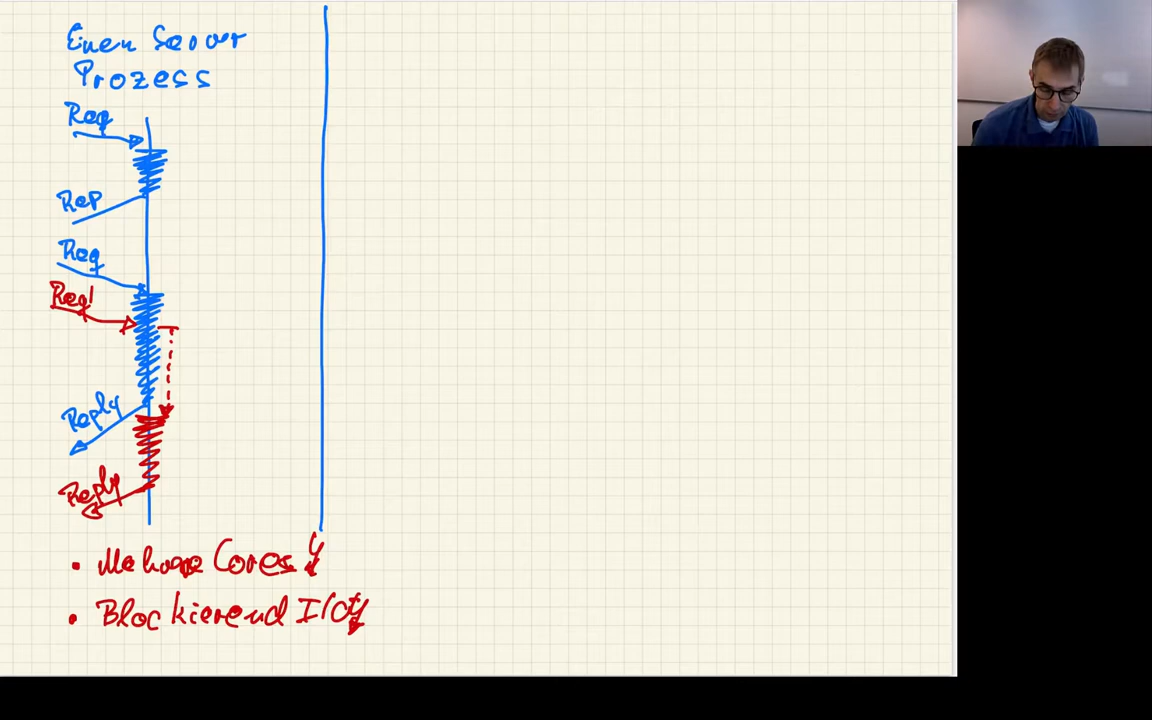 Einen Server
Prozess
Req
Rep
Req
Req'
Reply
Reply
• Mehrere Cores
• Blockierend I/O